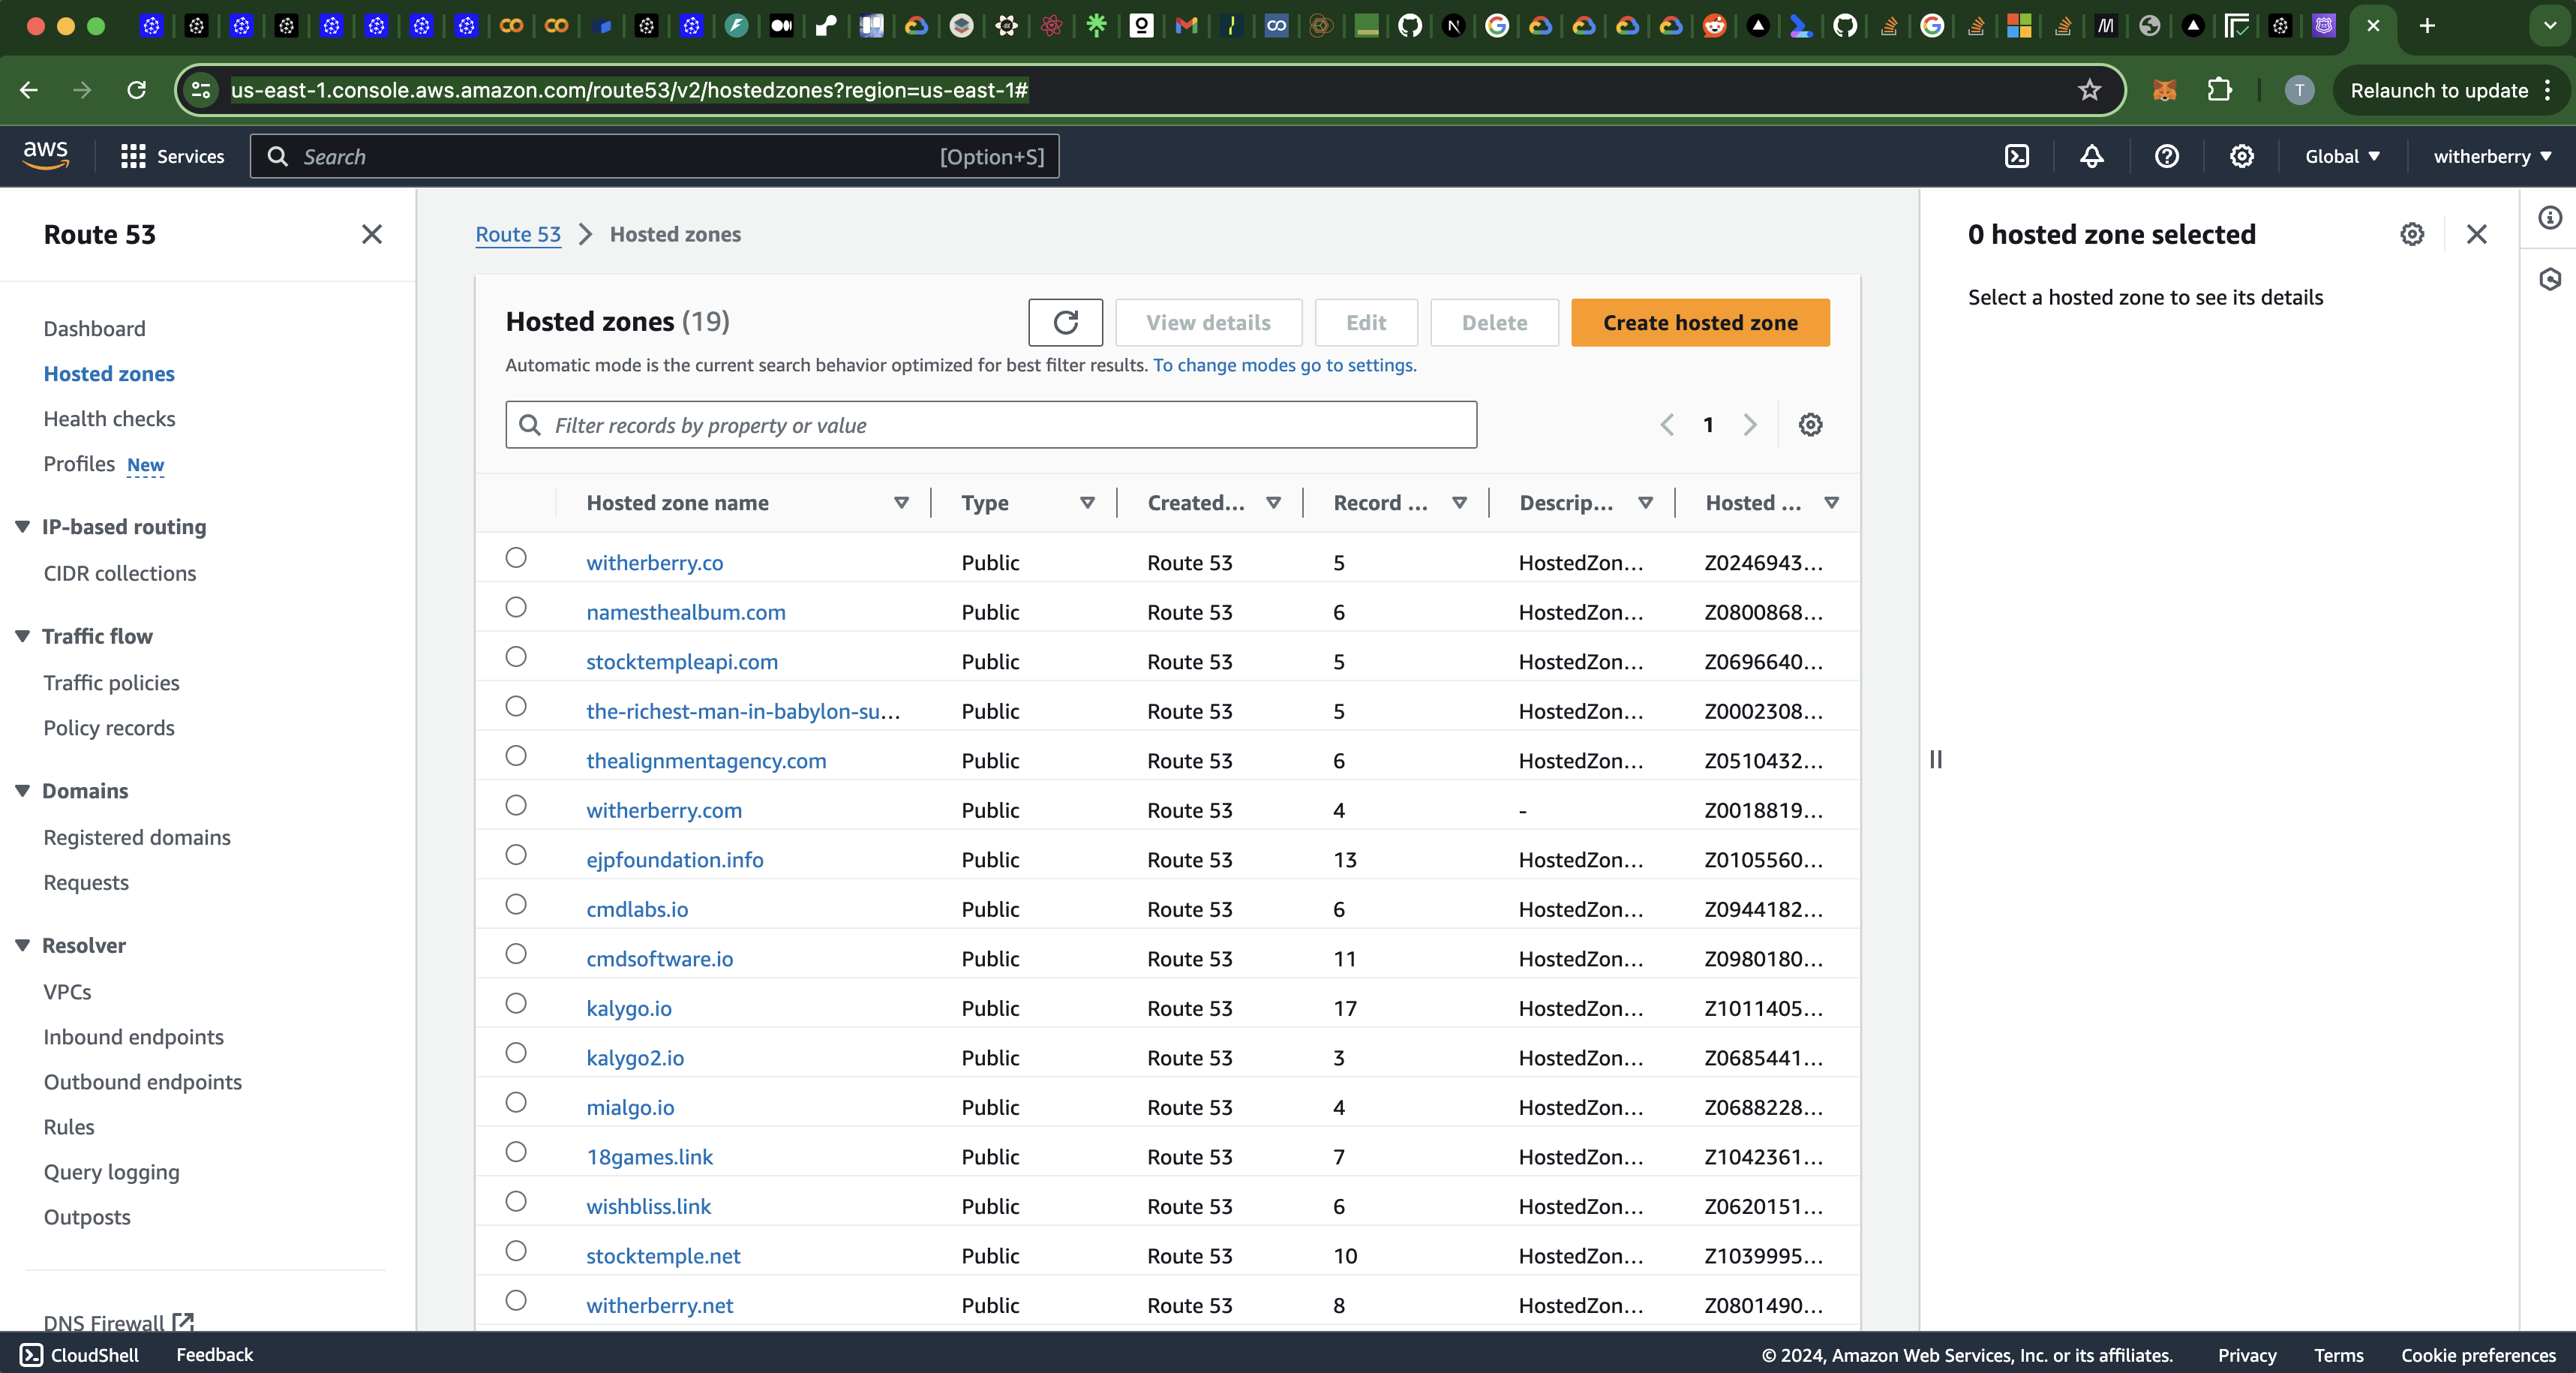 us-east-1.console.aws.amazon.com/route53/v2/hostedzones?region=us-east-1#
T
Relaunch to update
aws
Services
Search
[Option+S]
Global
witherberry
Route 53
Dashboard
Hosted zones
Health checks
Profiles New
IP-based routing
CIDR collections
Traffic flow
Traffic policies
Policy records
Domains
Registered domains
Requests
Resolver
VPCs
Inbound endpoints
Outbound endpoints
Rules
Query logging
Outposts
DNS Firewall
Route 53 > Hosted zones
Hosted zones (19)
View details
Edit
Delete
Create hosted zone
Automatic mode is the current search behavior optimized for best filter results. To change modes go to settings.
Filter records by property or value
1
Hosted zone name Type Created... Record ... Descrip... Hosted ...
witherberry.co Public Route 53 5 HostedZon... Z0246943...
namesthealbum.com Public Route 53 6 HostedZon... Z0800868...
stocktempleapi.com Public Route 53 5 HostedZon... Z0696640...
the-richest-man-in-babylon-su... Public Route 53 5 HostedZon... Z0002308...
thealignmentagency.com Public Route 53 6 HostedZon... Z0510432...
witherberry.com Public Route 53 4 - Z0018819...
ejpfoundation.info Public Route 53 13 HostedZon... Z0105560...
cmdlabs.io Public Route 53 6 HostedZon... Z0944182...
cmdsoftware.io Public Route 53 11 HostedZon... Z0980180...
kalygo.io Public Route 53 17 HostedZon... Z1011405...
kalygo2.io Public Route 53 3 HostedZon... Z0685441...
mialgo.io Public Route 53 4 HostedZon... Z0688228...
18games.link Public Route 53 7 HostedZon... Z1042361...
wishbliss.link Public Route 53 6 HostedZon... Z0620151...
stocktemple.net Public Route 53 10 HostedZon... Z1039995...
witherberry.net Public Route 53 8 HostedZon... Z0801490...
0 hosted zone selected
Select a hosted zone to see its details
CloudShell
Feedback
© 2024, Amazon Web Services, Inc. or its affiliates.
Privacy
Terms
Cookie preferences